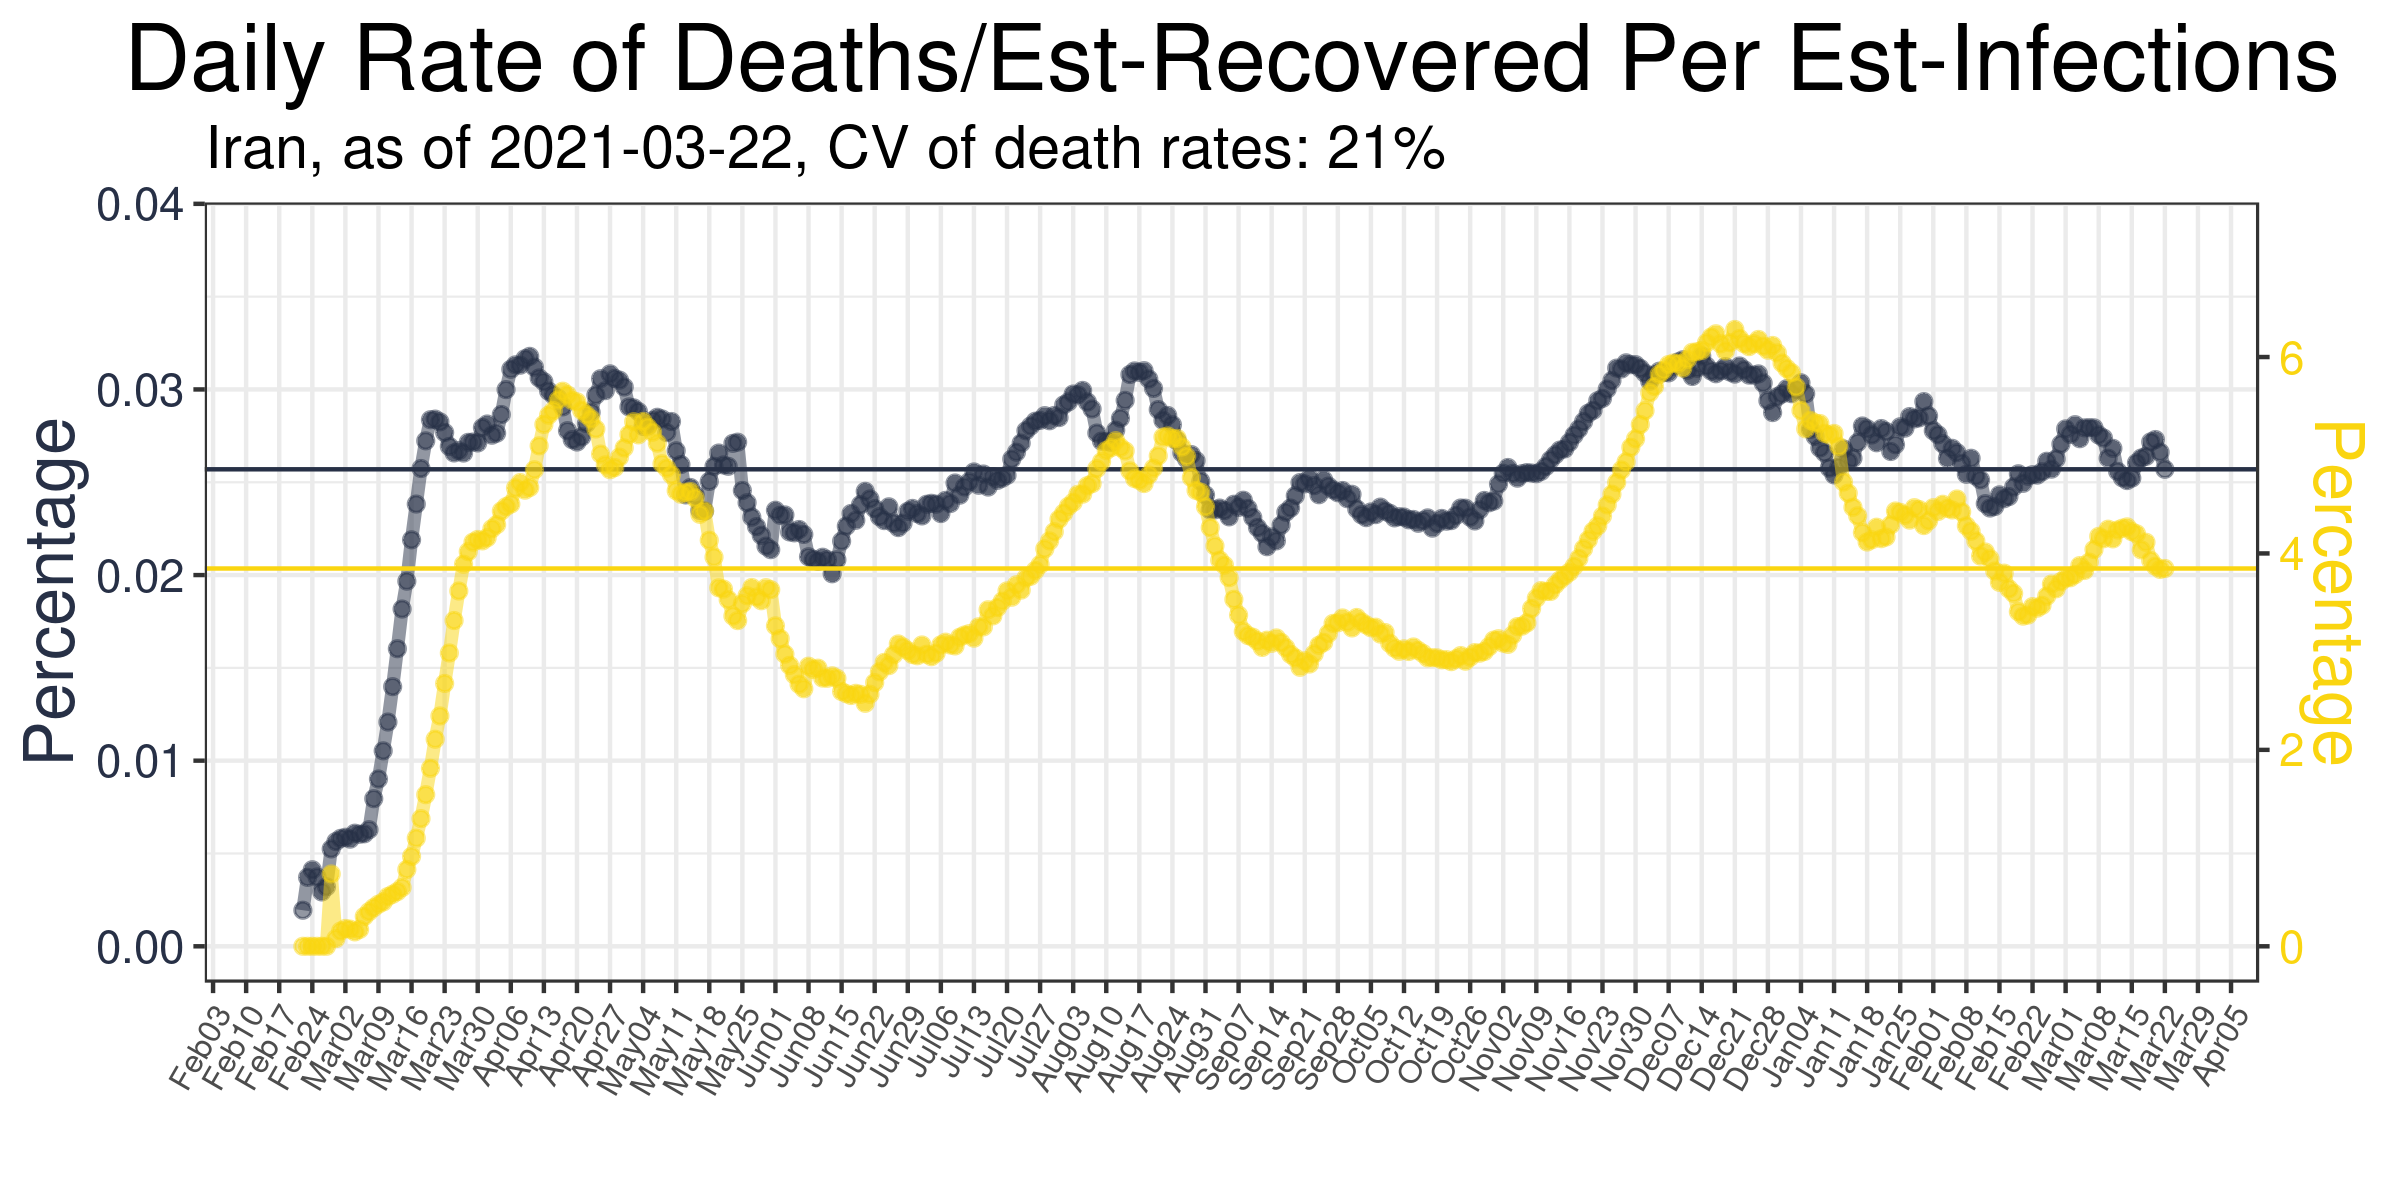 Daily Rate of Deaths/Est-Recovered Per Est-Infections
Iran, as of 2021-03-22, CV of death rates: 21%
Percentage
0.04
0.03
0.02
0.01
0.00
6
4
2
0
Percentage
Feb03
Feb10
Feb17
Feb24
Mar02
Mar09
Mar16
Mar23
Mar30
Apr06
Apr13
Apr20
Apr27
May04
May11
May18
May25
Jun01
Jun08
Jun15
Jun22
Jun29
Jul06
Jul13
Jul20
Jul27
Aug03
Aug10
Aug17
Aug24
Aug31
Sep07
Sep14
Sep21
Sep28
Oct05
Oct12
Oct19
Oct26
Nov02
Nov09
Nov16
Nov23
Nov30
Dec07
Dec14
Dec21
Dec28
Jan04
Jan11
Jan18
Jan25
Feb01
Feb08
Feb15
Feb22
Mar01
Mar08
Mar15
Mar22
Mar29
Apr05